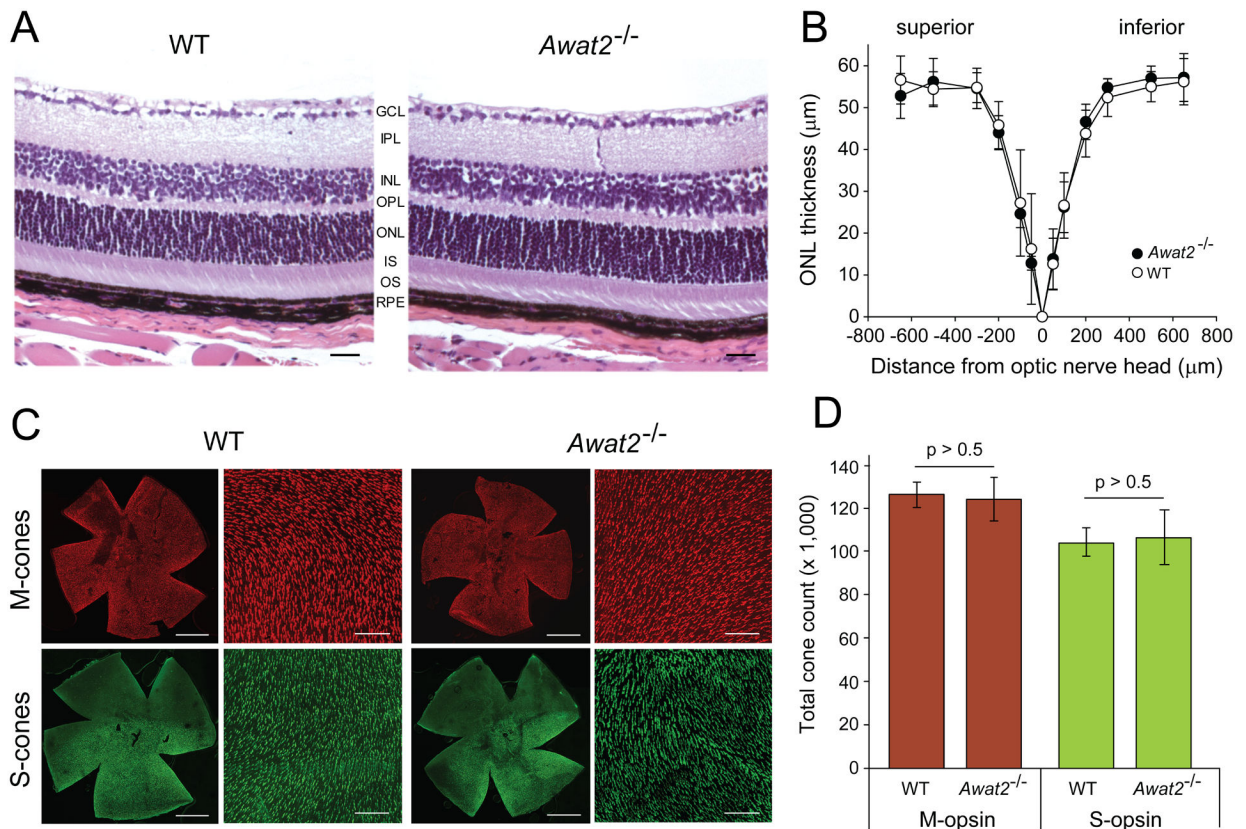 A
WT
Awat2-/-
GCL
IPL
INL
OPL
ONL
IS
OS
RPE
B
superior
inferior
ONL thickness (μm)
60
50
40
30
20
10
0
Awat2-/-
WT
-800 -600 -400 -200 0 200 400 600 800
Distance from optic nerve head (μm)
C
WT
Awat2-/-
M-cones
S-cones
D
Total cone count (x 1,000)
140
120
100
80
60
40
120
0
p > 0.5
p > 0.5
WT Awat2-/- WT Awat2-/-
M-opsin S-opsin